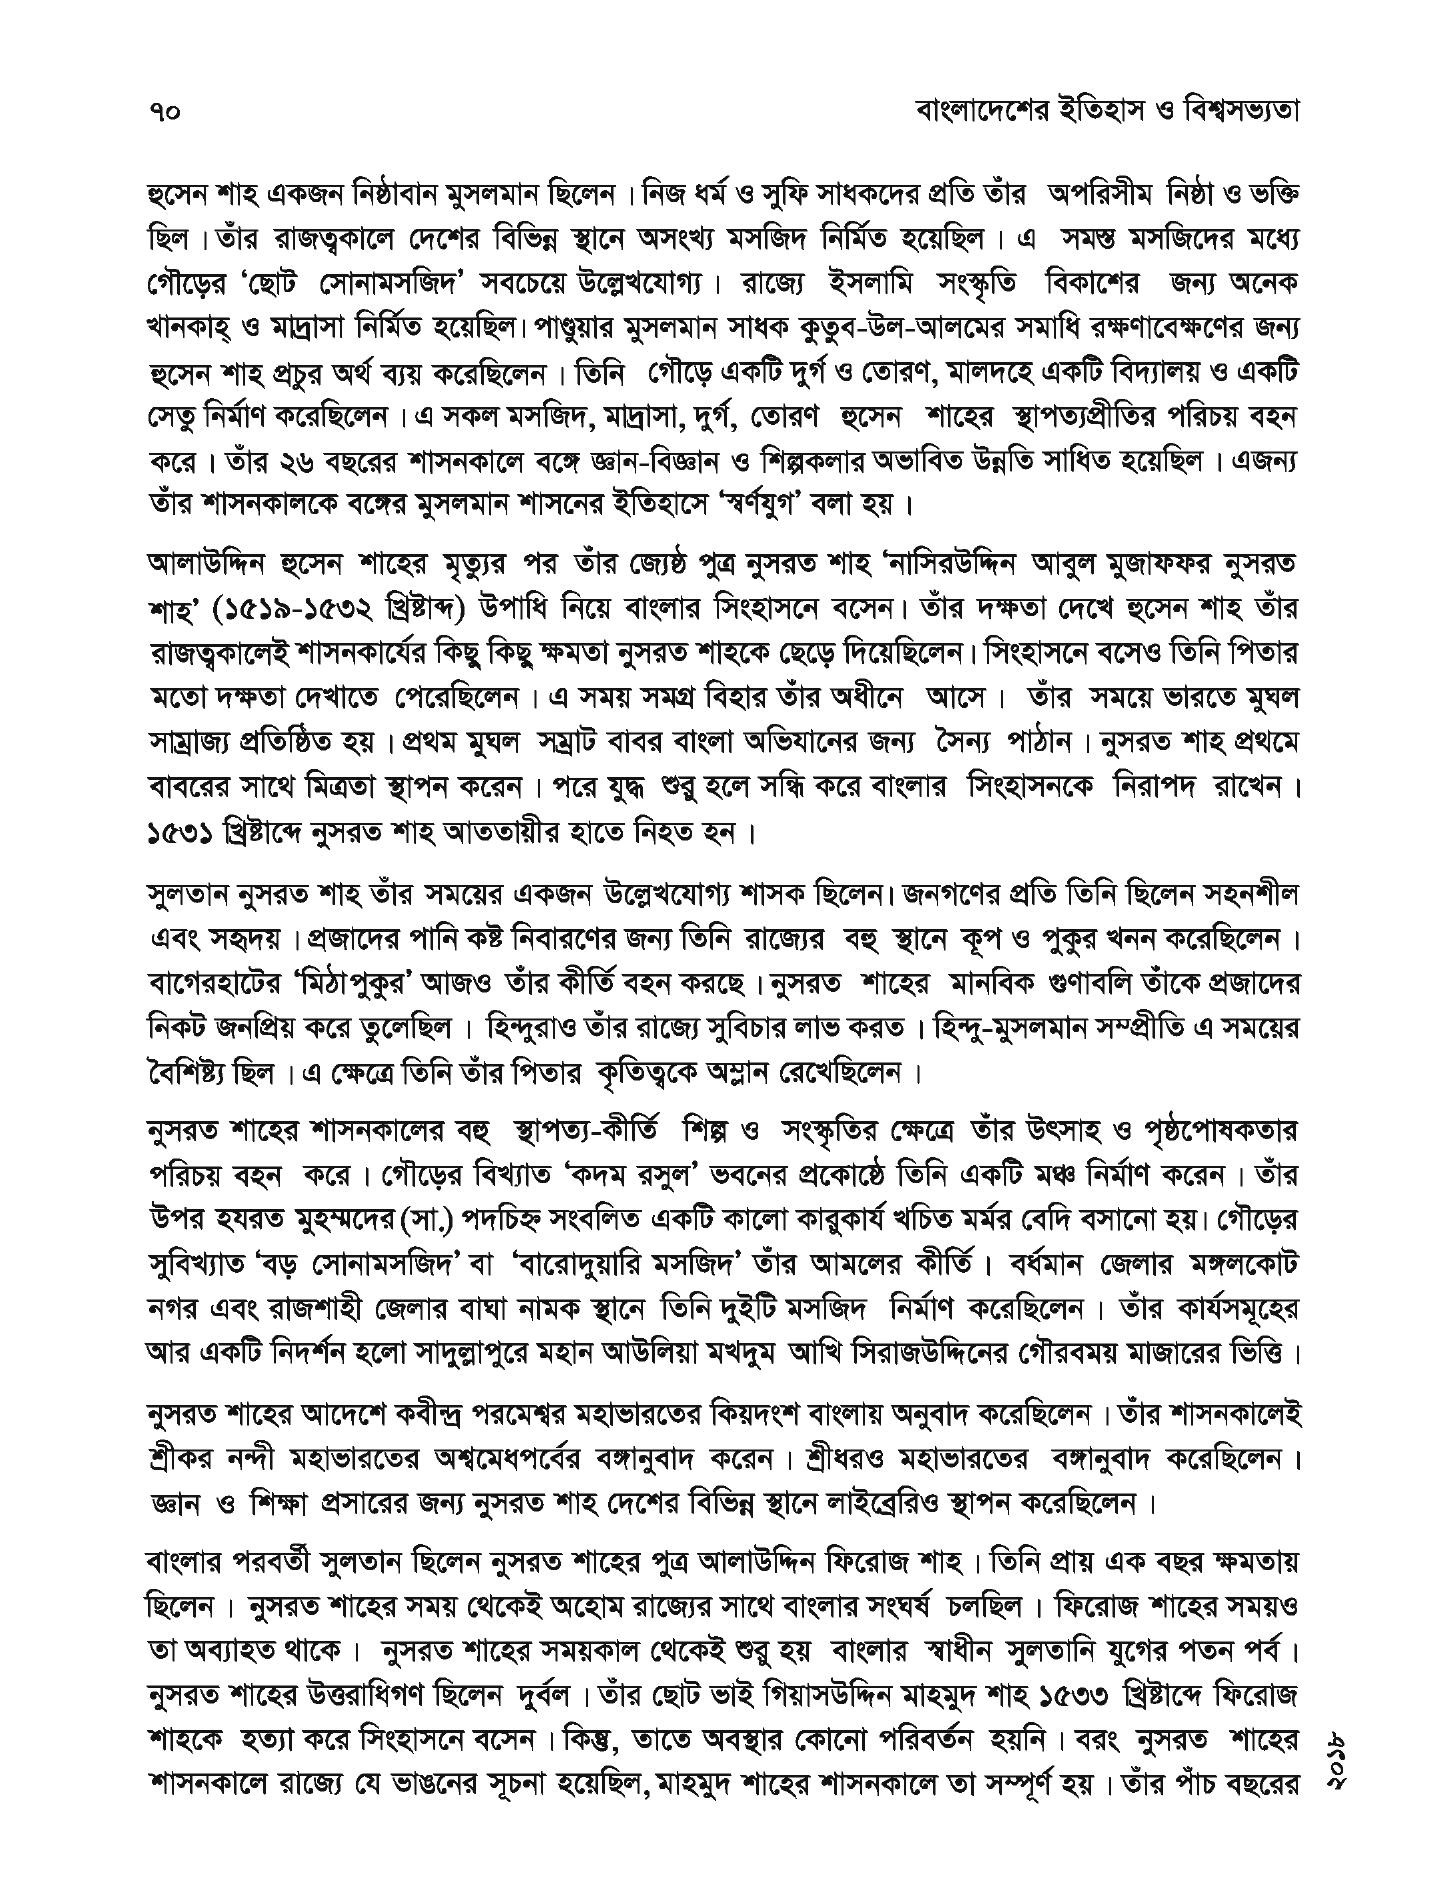 ৭০ বাংলাদেশের ইতিহাস ও বিশ্বসভ্যতা
হুসেন শাহ একজন নিষ্ঠাবান মুসলমান ছিলেন । নিজ ধর্ম ও সুফি সাধকদের প্রতি তাঁর অপরিসীম নিষ্ঠা ও ভক্তি
ছিল । তাঁর রাজত্বকালে দেশের বিভিন্ন স্থানে অসংখ্য মসজিদ নির্মিত হয়েছিল । এ সমস্ত মসজিদের মধ্যে
গৌড়ের ‘ছোট সোনামসজিদ’ সবচেয়ে উল্লেখযোগ্য । রাজ্যে ইসলামি সংস্কৃতি বিকাশের জন্য অনেক
খানকাহ্ ও মাদ্রাসা নির্মিত হয়েছিল। পাণ্ডুয়ার মুসলমান সাধক কুতুব-উল-আলমের সমাধি রক্ষণাবেক্ষণের জন্য
হুসেন শাহ প্রচুর অর্থ ব্যয় করেছিলেন । তিনি গৌড়ে একটি দুর্গ ও তোরণ, মালদহে একটি বিদ্যালয় ও একটি
সেতু নির্মাণ করেছিলেন । এ সকল মসজিদ, মাদ্রাসা, দুর্গ, তোরণ হুসেন শাহের স্থাপত্যপ্রীতির পরিচয় বহন
করে । তাঁর ২৬ বছরের শাসনকালে বঙ্গে জ্ঞান-বিজ্ঞান ও শিল্পকলার অভাবিত উন্নতি সাধিত হয়েছিল । এজন্য
তাঁর শাসনকালকে বঙ্গের মুসলমান শাসনের ইতিহাসে ‘স্বর্ণযুগ’ বলা হয় ।
আলাউদ্দিন হুসেন শাহের মৃত্যুর পর তাঁর জ্যেষ্ঠ পুত্র নুসরত শাহ ‘নাসিরউদ্দিন আবুল মুজাফফর নুসরত
শাহ’ (১৫১৯-১৫৩২ খ্রিষ্টাব্দ) উপাধি নিয়ে বাংলার সিংহাসনে বসেন। তাঁর দক্ষতা দেখে হুসেন শাহ তাঁর
রাজত্বকালেই শাসনকার্যের কিছু কিছু ক্ষমতা নুসরত শাহকে ছেড়ে দিয়েছিলেন। সিংহাসনে বসেও তিনি পিতার
মতো দক্ষতা দেখাতে পেরেছিলেন । এ সময় সমগ্র বিহার তাঁর অধীনে আসে । তাঁর সময়ে ভারতে মুঘল
সাম্রাজ্য প্রতিষ্ঠিত হয় । প্রথম মুঘল সম্রাট বাবর বাংলা অভিযানের জন্য সৈন্য পাঠান । নুসরত শাহ প্রথমে
বাবরের সাথে মিত্রতা স্থাপন করেন । পরে যুদ্ধ শুরু হলে সন্ধি করে বাংলার সিংহাসনকে নিরাপদ রাখেন ।
১৫৩১ খ্রিষ্টাব্দে নুসরত শাহ আততায়ীর হাতে নিহত হন ।
সুলতান নুসরত শাহ তাঁর সময়ের একজন উল্লেখযোগ্য শাসক ছিলেন। জনগণের প্রতি তিনি ছিলেন সহনশীল
এবং সহৃদয় । প্রজাদের পানি কষ্ট নিবারণের জন্য তিনি রাজ্যের বহু স্থানে কূপ ও পুকুর খনন করেছিলেন ।
বাগেরহাটের ‘মিঠাপুকুর’ আজও তাঁর কীর্তি বহন করছে । নুসরত শাহের মানবিক গুণাবলি তাঁকে প্রজাদের
নিকট জনপ্রিয় করে তুলেছিল । হিন্দুরাও তাঁর রাজ্যে সুবিচার লাভ করত । হিন্দু-মুসলমান সম্প্রীতি এ সময়ের
বৈশিষ্ট্য ছিল । এ ক্ষেত্রে তিনি তাঁর পিতার কৃতিত্বকে অম্লান রেখেছিলেন ।
নুসরত শাহের শাসনকালের বহু স্থাপত্য-কীর্তি শিল্প ও সংস্কৃতির ক্ষেত্রে তাঁর উৎসাহ ও পৃষ্ঠপোষকতার
পরিচয় বহন করে । গৌড়ের বিখ্যাত ‘কদম রসুল’ ভবনের প্রকোষ্ঠে তিনি একটি মঞ্চ নির্মাণ করেন । তাঁর
উপর হযরত মুহম্মদের (সা.) পদচিহ্ন সংবলিত একটি কালো কারুকার্য খচিত মর্মর বেদি বসানো হয়। গৌড়ের
সুবিখ্যাত ‘বড় সোনামসজিদ’ বা ‘বারোদুয়ারি মসজিদ’ তাঁর আমলের কীর্তি । বর্ধমান জেলার মঙ্গলকোট
নগর এবং রাজশাহী জেলার বাঘা নামক স্থানে তিনি দুইটি মসজিদ নির্মাণ করেছিলেন । তাঁর কার্যসমূহের
আর একটি নিদর্শন হলো সাদুল্লাপুরে মহান আউলিয়া মখদুম আখি সিরাজউদ্দিনের গৌরবময় মাজারের ভিত্তি ।
নুসরত শাহের আদেশে কবীন্দ্র পরমেশ্বর মহাভারতের কিয়দংশ বাংলায় অনুবাদ করেছিলেন । তাঁর শাসনকালেই
শ্রীকর নন্দী মহাভারতের অশ্বমেধপর্বের বঙ্গানুবাদ করেন । শ্রীধরও মহাভারতের বঙ্গানুবাদ করেছিলেন ।
জ্ঞান ও শিক্ষা প্রসারের জন্য নুসরত শাহ দেশের বিভিন্ন স্থানে লাইব্রেরিও স্থাপন করেছিলেন ।
বাংলার পরবর্তী সুলতান ছিলেন নুসরত শাহের পুত্র আলাউদ্দিন ফিরোজ শাহ । তিনি প্রায় এক বছর ক্ষমতায়
ছিলেন । নুসরত শাহের সময় থেকেই অহোম রাজ্যের সাথে বাংলার সংঘর্ষ চলছিল । ফিরোজ শাহের সময়ও
তা অব্যাহত থাকে । নুসরত শাহের সময়কাল থেকেই শুরু হয় বাংলার স্বাধীন সুলতানি যুগের পতন পর্ব ।
নুসরত শাহের উত্তরাধিগণ ছিলেন দুর্বল । তাঁর ছোট ভাই গিয়াসউদ্দিন মাহমুদ শাহ ১৫৩৩ খ্রিষ্টাব্দে ফিরোজ
শাহকে হত্যা করে সিংহাসনে বসেন । কিন্তু, তাতে অবস্থার কোনো পরিবর্তন হয়নি । বরং নুসরত শাহের
শাসনকালে রাজ্যে যে ভাঙনের সূচনা হয়েছিল, মাহমুদ শাহের শাসনকালে তা সম্পূর্ণ হয় । তাঁর পাঁচ বছরের
২০১৮